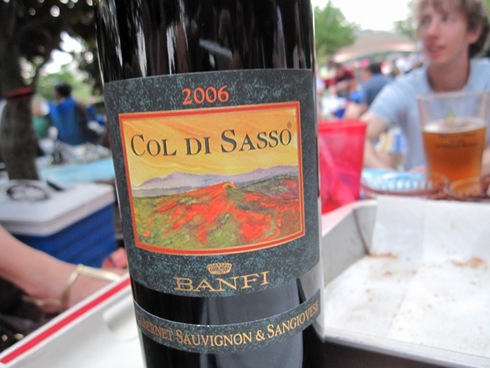 2006
COL DI SASSO
BANFI
CABERNET SAUVIGNON & SANGIOVESE